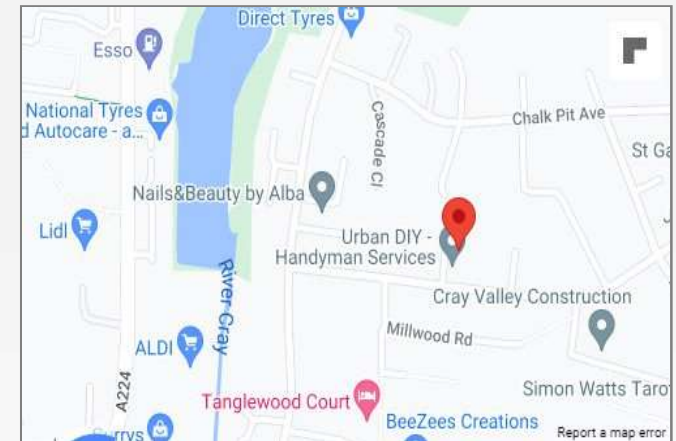 Direct Tyres
Esso
National Tyres
d Autocare - a...
Cascade Cl
Chalk Pit Ave
St Ga
Nails&Beauty by Alba
Lidl
Urban DIY -
Handyman Services
River Cray
Cray Valley Construction
Millwood Rd
ALDI
A224
Tanglewood Court
Simon Watts Taro
BeeZees Creations
Currys
Report a map error